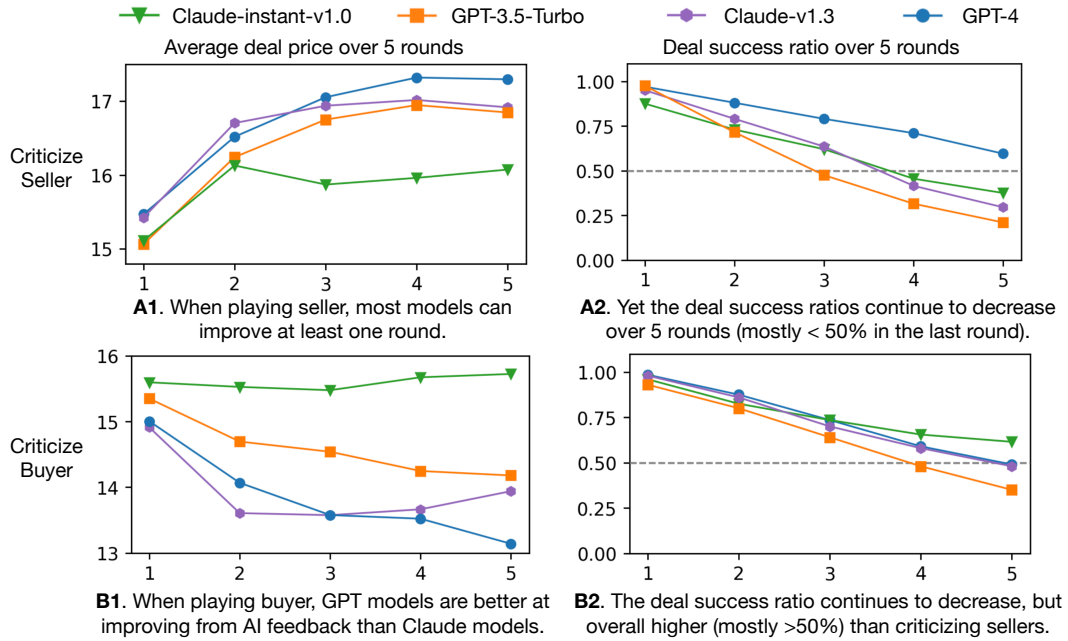 Claude-instant-v1.0 GPT-3.5-Turbo Claude-v1.3 GPT-4
Average deal price over 5 rounds
Deal success ratio over 5 rounds
Criticize
Seller
17
16
15
1 2 3 4 5
1.00
0.75
0.50
0.25
0.00
1 2 3 4 5
A1. When playing seller, most models can
improve at least one round.
A2. Yet the deal success ratios continue to decrease
over 5 rounds (mostly < 50% in the last round).
Criticize
Buyer
16
15
14
13
1 2 3 4 5
1.00
0.75
0.50
0.25
0.00
1 2 3 4 5
B1. When playing buyer, GPT models are better at
improving from AI feedback than Claude models.
B2. The deal success ratio continues to decrease, but
overall higher (mostly >50%) than criticizing sellers.